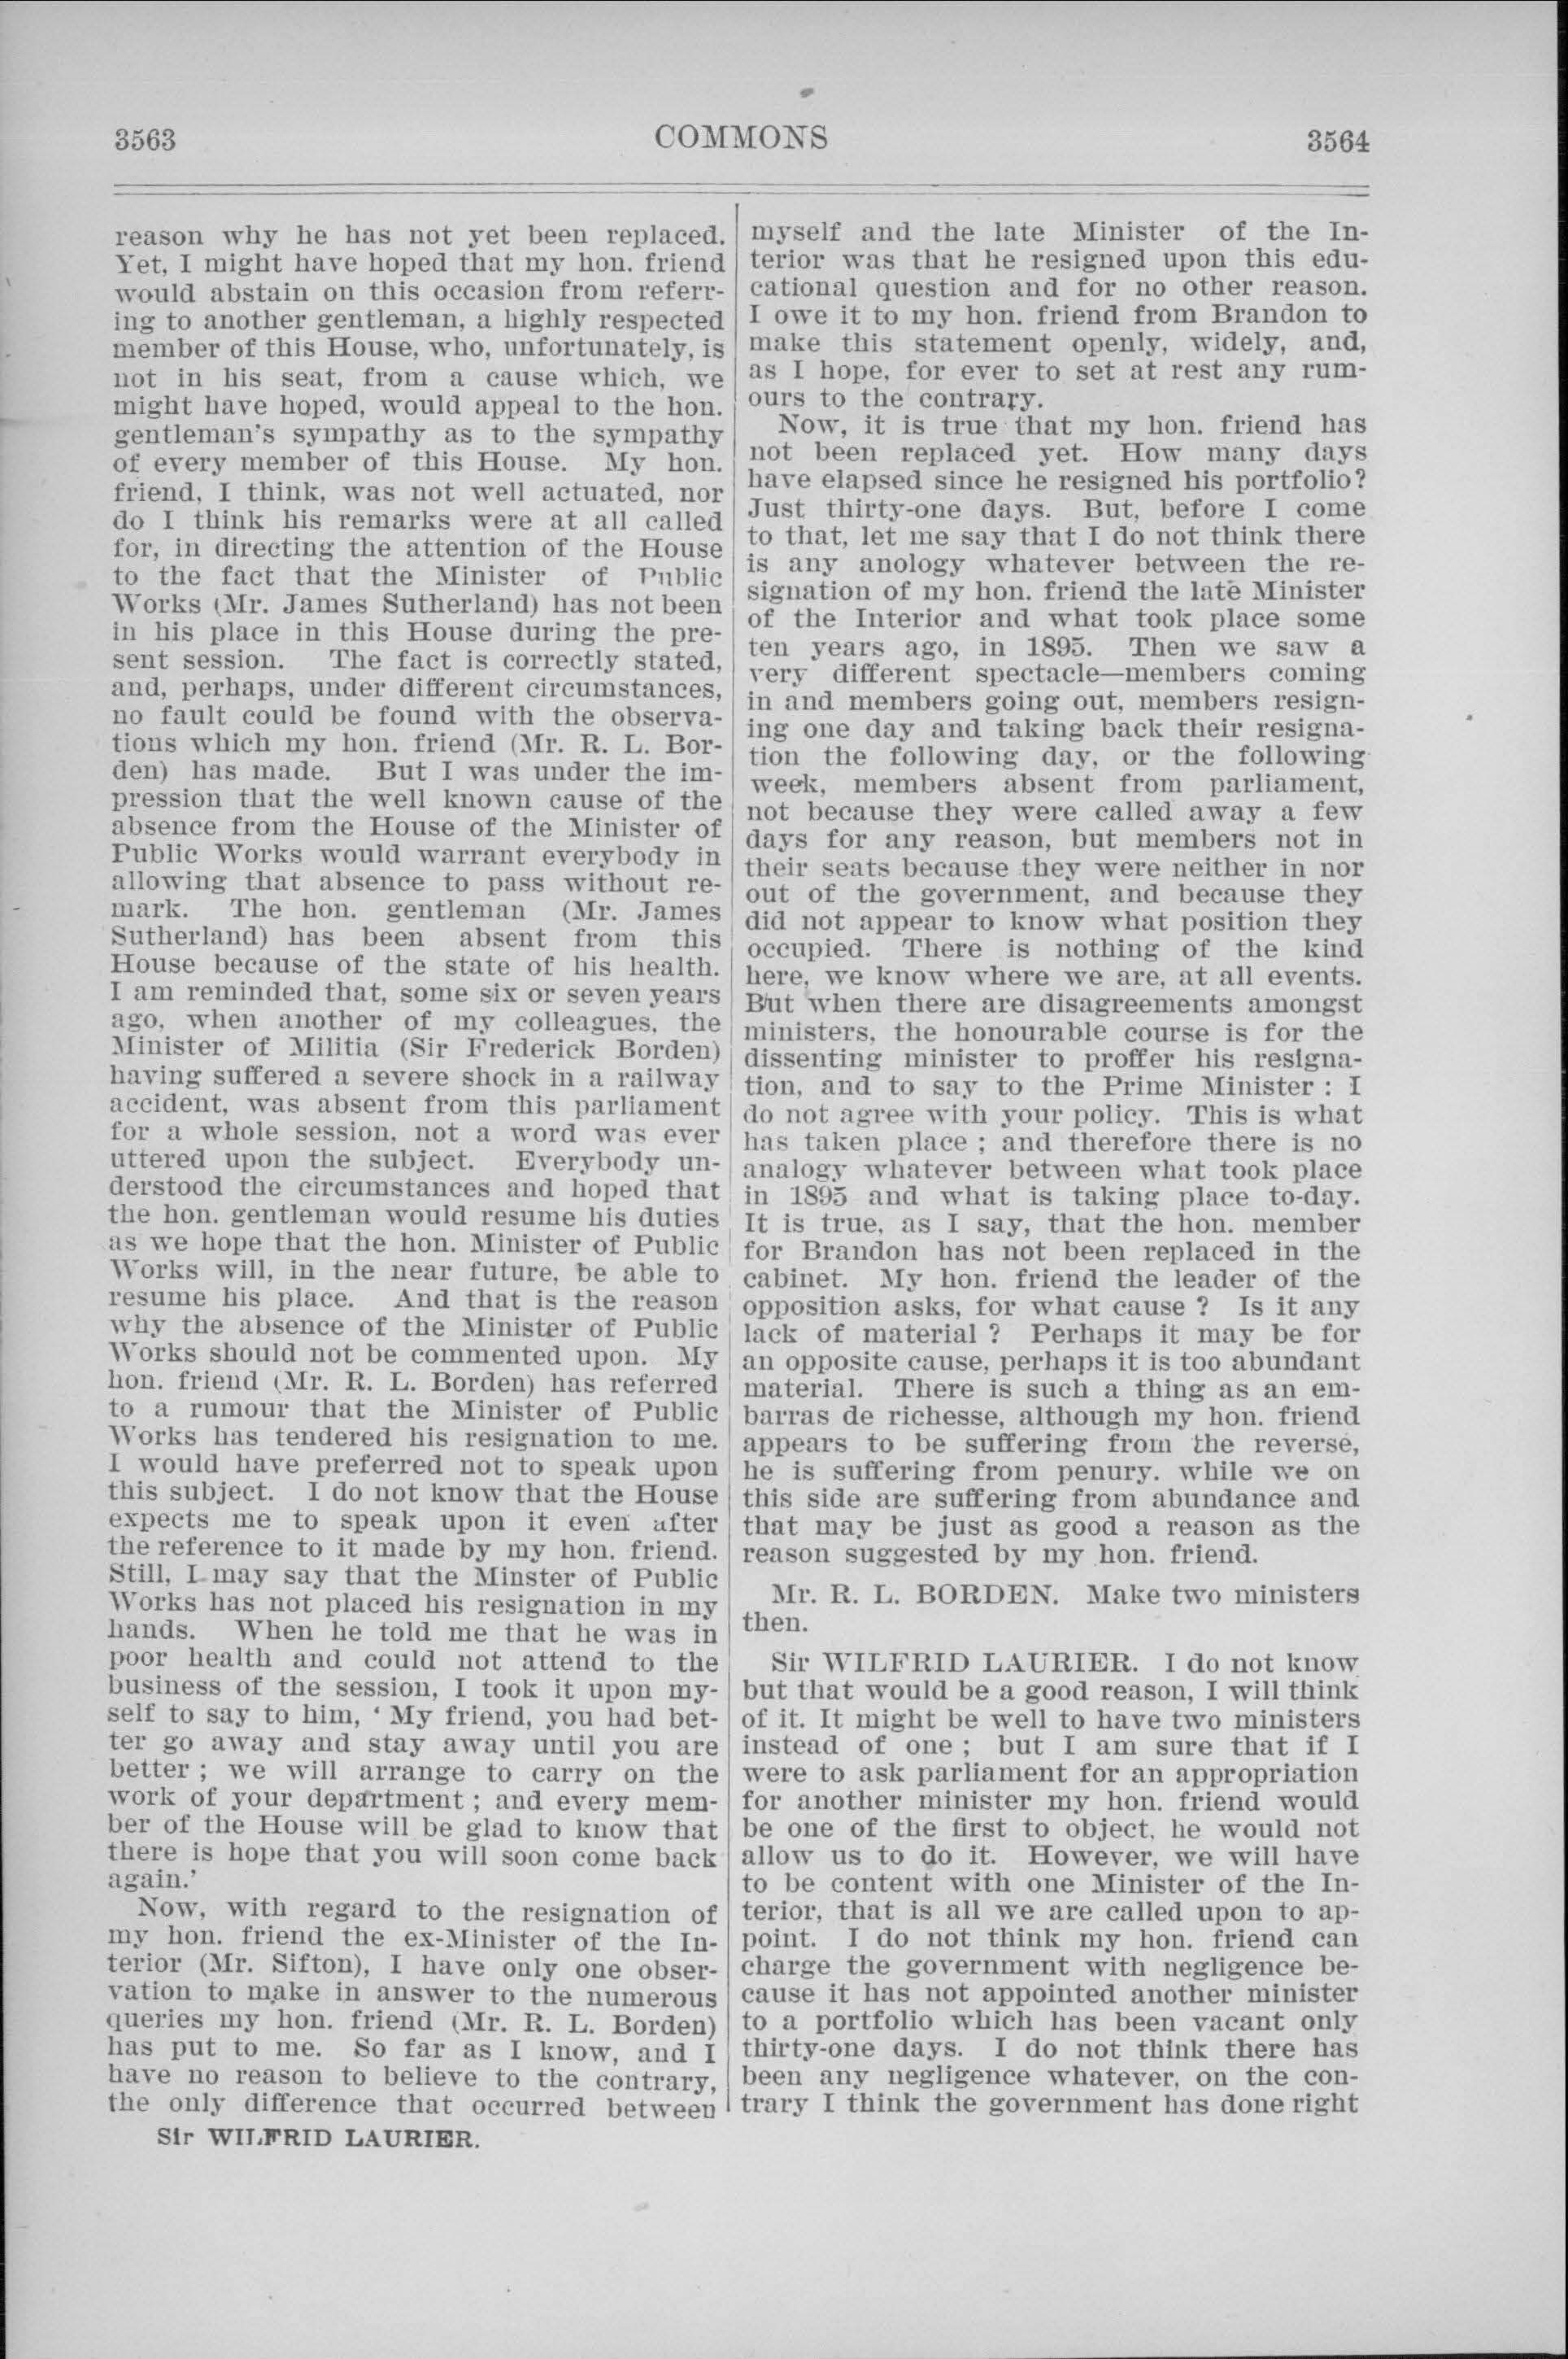 3563
COMMONS
3564
reason why he has not yet been replaced.
Yet, I might have hoped that my hon. friend
would abstain on this occasion from referr-
ing to another gentleman, a highly respected
member of this House, who, unfortunately, is
not in his seat, from a cause which, we
might have hoped, would appeal to the hon.
gentleman's sympathy as to the sympathy
of every member of this House. My hon.
friend, I think, was not well actuated, nor
do I think his remarks were at all called
for, in directing the attention of the House
to the fact that the Minister of Public
Works (Mr. James Sutherland) has not been
in his place in this House during the pre-
sent session. The fact is correctly stated,
and, perhaps, under different circumstances,
no fault could be found with the observa-
tions which my hon. friend (Mr. R. L. Bor-
den) has made. But I was under the im-
pression that the well known cause of the
absence from the House of the Minister of
Public Works would warrant everybody in
allowing that absence to pass without re-
mark. The hon. gentleman (Mr. James
Sutherland) has been absent from this
House because of the state of his health.
I am reminded that, some six or seven years
ago, when another of my colleagues, the
Minister of Militia (Sir Frederick Borden)
having suffered a severe shock in a railway
accident, was absent from this parliament
for a whole session, not a word was ever
uttered upon the subject. Everybody un-
derstood the circumstances and hoped that
the hon. gentleman would resume his duties
as we hope that the hon. Minister of Public
Works will, in the near future, be able to
resume his place. And that is the reason
why the absence of the Minister of Public
Works should not be commented upon. My
hon. friend (Mr. R. L. Borden) has referred
to a rumour that the Minister of Public
Works has tendered his resignation to me.
I would have preferred not to speak upon
this subject. I do not know that the House
expects me to speak upon it even after
the reference to it made by my hon. friend.
Still, I may say that the Minster of Public
Works has not placed his resignation in my
hands. When he told me that he was in
poor health and could not attend to the
business of the session, I took it upon my-
self to say to him, ' My friend, you had bet-
ter go away and stay away until you are
better ; we will arrange to carry on the
work of your department ; and every mem-
ber of the House will be glad to know that
there is hope that you will soon come back
again.'
Now, with regard to the resignation of
my hon. friend the ex-Minister of the In-
terior (Mr. Sifton), I have only one obser-
vation to make in answer to the numerous
queries my hon. friend (Mr. R. L. Borden)
has put to me. So far as I know, and I
have no reason to believe to the contrary,
the only difference that occurred between
Sir WILFRID LAURIER.
myself and the late Minister of the In-
terior was that he resigned upon this edu-
cational question and for no other reason.
I owe it to my hon. friend from Brandon to
make this statement openly, widely, and,
as I hope, for ever to set at rest any rum-
ours to the contrary.
Now, it is true that my hon. friend has
not been replaced yet. How many days
have elapsed since he resigned his portfolio?
Just thirty-one days. But, before I come
to that, let me say that I do not think there
is any anology whatever between the re-
signation of my hon. friend the late Minister
of the Interior and what took place some
ten years ago, in 1895. Then we saw a
very different spectacle—members coming
in and members going out, members resign-
ing one day and taking back their resigna-
tion the following day, or the following
week, members absent from parliament,
not because they were called away a few
days for any reason, but members not in
their seats because they were neither in nor
out of the government, and because they
did not appear to know what position they
occupied. There is nothing of the kind
here, we know where we are, at all events.
But when there are disagreements amongst
ministers, the honourable course is for the
dissenting minister to proffer his resigna-
tion, and to say to the Prime Minister : I
do not agree with your policy. This is what
has taken place ; and therefore there is no
analogy whatever between what took place
in 1895 and what is taking place to-day.
It is true, as I say, that the hon. member
for Brandon has not been replaced in the
cabinet. My hon. friend the leader of the
opposition asks, for what cause ? Is it any
lack of material ? Perhaps it may be for
an opposite cause, perhaps it is too abundant
material. There is such a thing as an em-
barras de richesse, although my hon. friend
appears to be suffering from the reverse,
he is suffering from penury. while we on
this side are suffering from abundance and
that may be just as good a reason as the
reason suggested by my hon. friend.
Mr. R. L. BORDEN. Make two ministers
then.
Sir WILFRID LAURIER. I do not know
but that would be a good reason, I will think
of it. It might be well to have two ministers
instead of one ; but I am sure that if I
were to ask parliament for an appropriation
for another minister my hon. friend would
be one of the first to object, he would not
allow us to do it. However, we will have
to be content with one Minister of the In-
terior, that is all we are called upon to ap-
point. I do not think my hon. friend can
charge the government with negligence be-
cause it has not appointed another minister
to a portfolio which has been vacant only
thirty-one days. I do not think there has
been any negligence whatever, on the con-
trary I think the government has done right